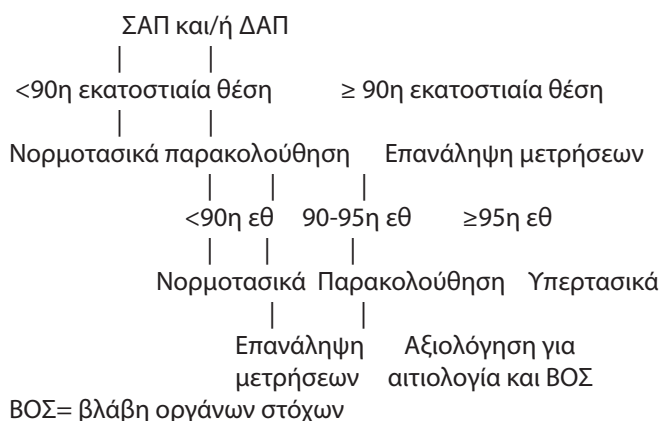 ΣΑΠ και/ή ΔΑΠ
<90η εκατοστιαία θέση ≥ 90η εκατοστιαία θέση
Νορμοτασικά παρακολούθηση Επανάληψη μετρήσεων
<90η εθ 90-95η εθ ≥95η εθ
Νορμοτασικά Παρακολούθηση Υπερτασικά
Επανάληψη Αξιολόγηση για
μετρήσεων αιτιολογία και ΒΟΣ
ΒΟΣ= βλάβη οργάνων στόχων